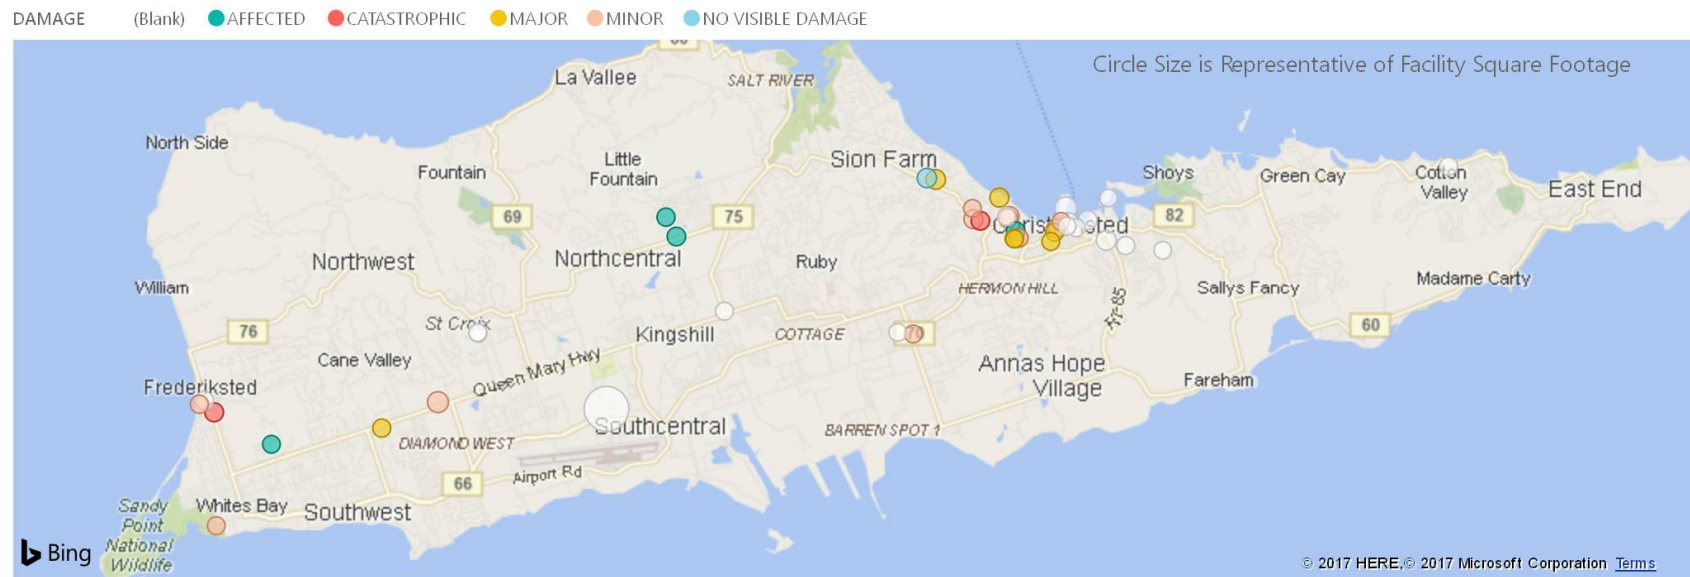 DAMAGE (Blank) AFFECTED CATASTROPHIC MAJOR MINOR NO VISIBLE DAMAGE
Circle Size is Representative of Facility Square Footage
La Vallee
SALT RIVER
North Side
Fountain
Little
Fountain
Sion Farm
Shoys
Green Cay
Cotton
Valley
East End
69
75
82
Northwest
Northcentral
Ruby
William
HERMON HILL
Sallys Fancy
Madame Carty
76
St Croix
Kingshill
COTTAGE
70
60
Cane Valley
Queen Mary Hwy
Annas Hope
Village
Fareham
Frederiksted
Southcentral
BARREN SPOT 1
DIAMOND WEST
66
Airport Rd
Whites Bay
Southwest
Sandy
Point
National
Wildlife
Bing
© 2017 HERE,© 2017 Microsoft Corporation Terms